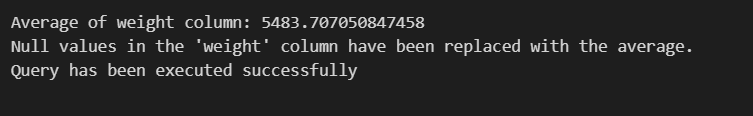 Average of weight column: 5483.707050847458
Null values in the 'weight' column have been replaced with the average.
Query has been executed successfully